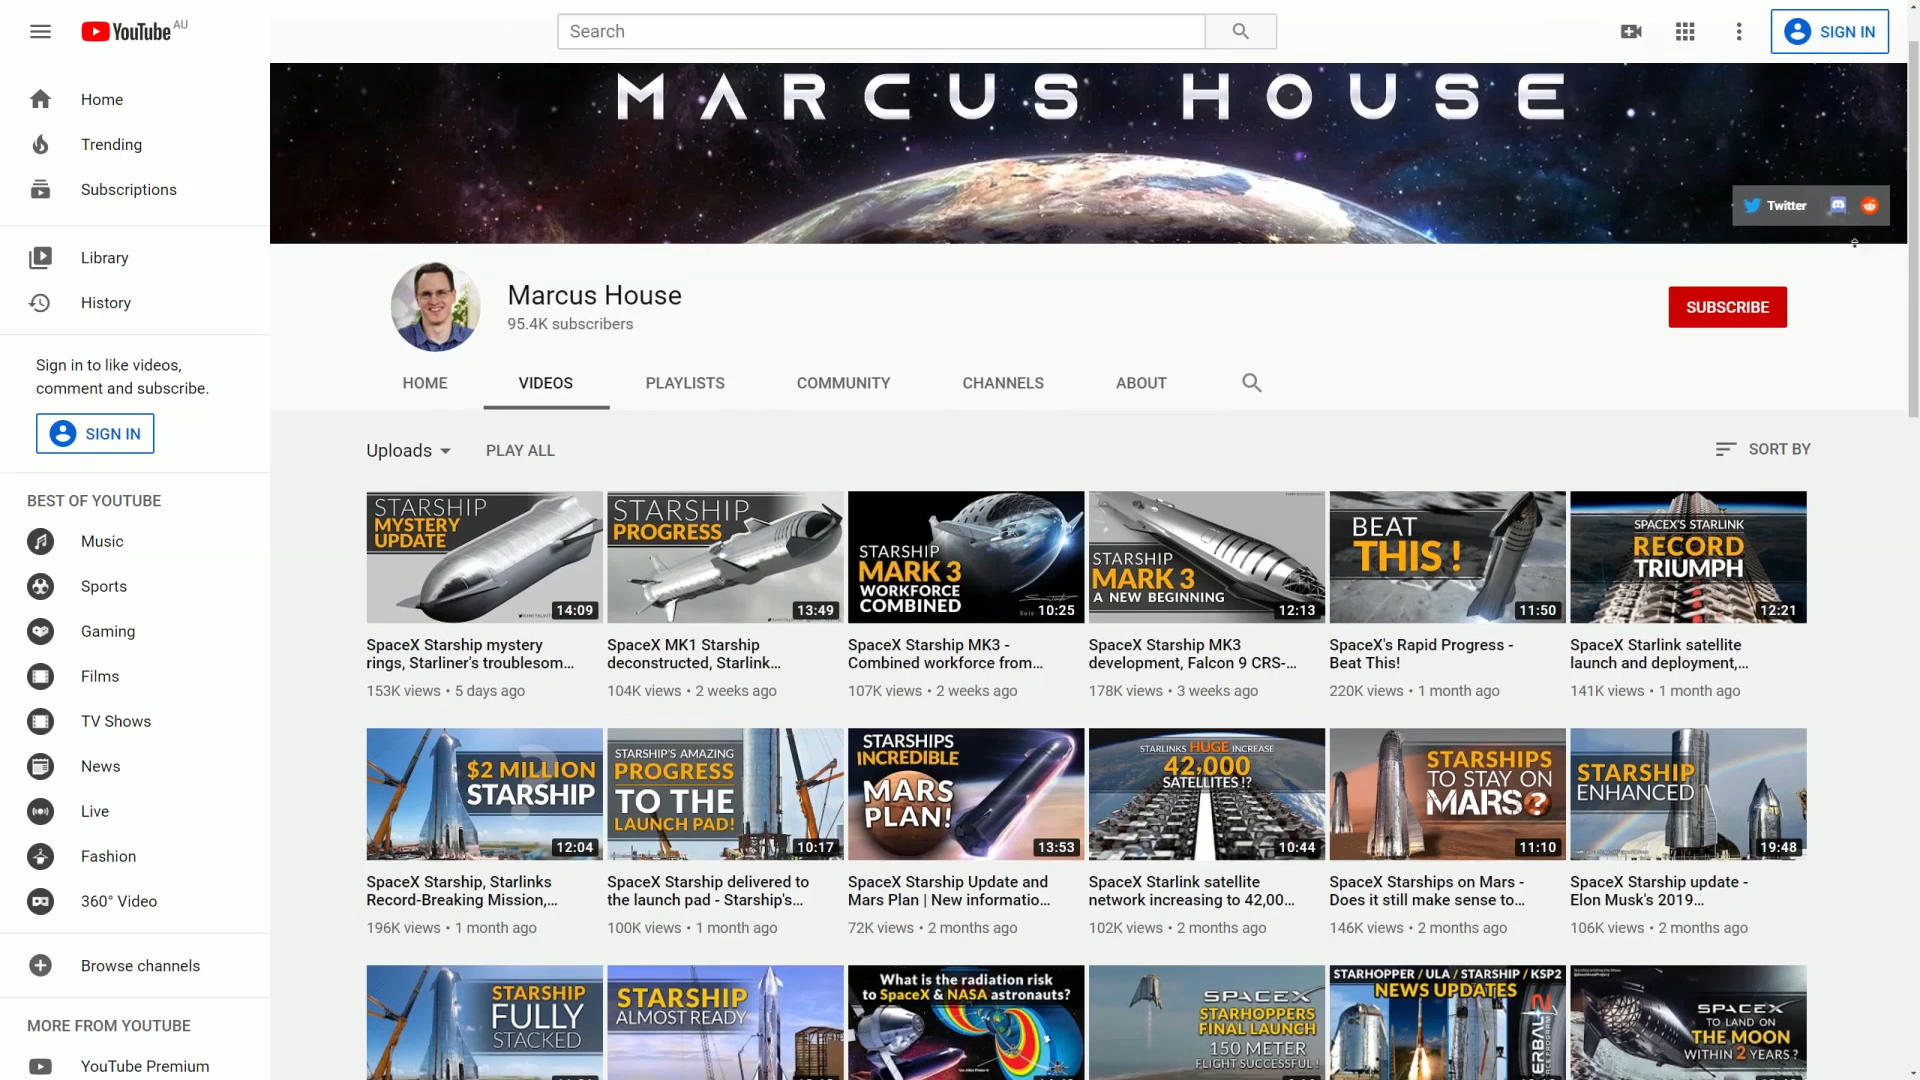 YouTube AU
Search
SIGN IN
Home
Trending
Subscriptions
Library
History
Sign in to like videos,
comment and subscribe.
SIGN IN
BEST OF YOUTUBE
Music
Sports
Gaming
Films
TV Shows
News
Live
Fashion
360° Video
Browse channels
MORE FROM YOUTUBE
YouTube Premium
MARCUS HOUSE
Twitter
Marcus House
95.4K subscribers
SUBSCRIBE
HOME VIDEOS PLAYLISTS COMMUNITY CHANNELS ABOUT
Uploads PLAY ALL
SORT BY
STARSHIP
MYSTERY
UPDATE
14:09
SpaceX Starship mystery
rings, Starliner's troublesom...
153K views • 5 days ago
STARSHIP
PROGRESS
13:49
SpaceX MK1 Starship
deconstructed, Starlink...
104K views • 2 weeks ago
STARSHIP
MARK 3
WORKFORCE
COMBINED
10:25
SpaceX Starship MK3 -
Combined workforce from...
107K views • 2 weeks ago
STARSHIP
MARK 3
A NEW BEGINNING
12:13
SpaceX Starship MK3
development, Falcon 9 CRS-...
178K views • 3 weeks ago
BEAT
THIS !
11:50
SpaceX's Rapid Progress -
Beat This!
220K views • 1 month ago
SPACEX'S STARLINK
RECORD
TRIUMPH
12:21
SpaceX Starlink satellite
launch and deployment,...
141K views • 1 month ago
$2 MILLION
STARSHIP
12:04
SpaceX Starship, Starlinks
Record-Breaking Mission,...
196K views • 1 month ago
STARSHIP'S AMAZING
PROGRESS
TO THE
LAUNCH PAD!
10:17
SpaceX Starship delivered to
the launch pad - Starship's...
100K views • 1 month ago
STARSHIPS
INCREDIBLE
MARS
PLAN!
13:53
SpaceX Starship Update and
Mars Plan | New informatio...
72K views • 2 months ago
STARLINKS HUGE INCREASE
42,000
SATELLITES !?
10:44
SpaceX Starlink satellite
network increasing to 42,00...
102K views • 2 months ago
STARSHIPS
TO STAY ON
MARS?
11:10
SpaceX Starships on Mars -
Does it still make sense to...
146K views • 2 months ago
STARSHIP
ENHANCED
19:48
SpaceX Starship update -
Elon Musk's 2019...
106K views • 2 months ago
STARSHIP
FULLY
STACKED
STARSHIP
ALMOST READY
What is the radiation risk
to SpaceX & NASA astronauts?
SPACEX
STARHOPPERS
FINAL LAUNCH
150 METER
FLIGHT SUCCESSFUL!
STARHOPPER / ULA / STARSHIP / KSP2
NEWS UPDATES
SPACEX
TO LAND ON
THE MOON
WITHIN 2 YEARS?